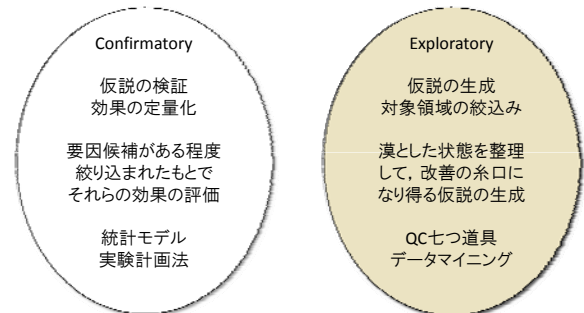 Confirmatory
仮説の検証
効果の定量化
要因候補がある程度
絞り込まれたもとで
それらの効果の評価
統計モデル
実験計画法
Exploratory
仮説の生成
対象領域の絞込み
漠とした状態を整理
して，改善の糸口に
なり得る仮説の生成
QC七つ道具
データマイニング